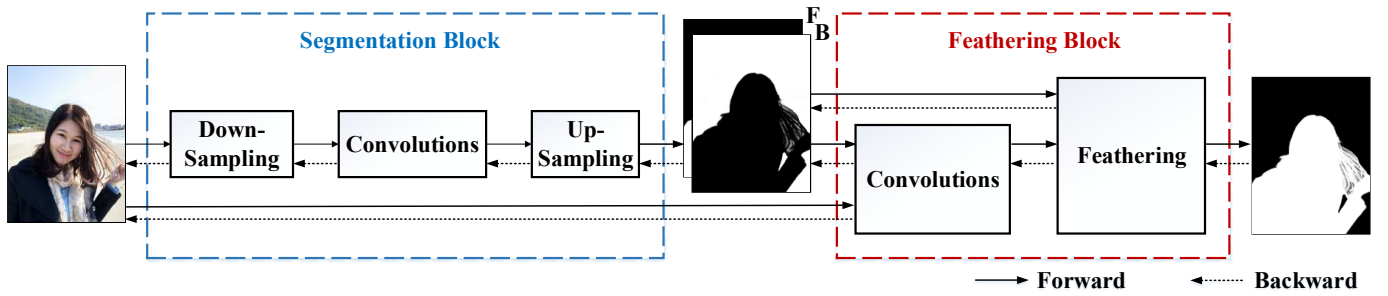 F
B
Segmentation Block
Feathering Block
Down-
Sampling
Convolutions
Up-
Sampling
Convolutions
Feathering
Forward
Backward